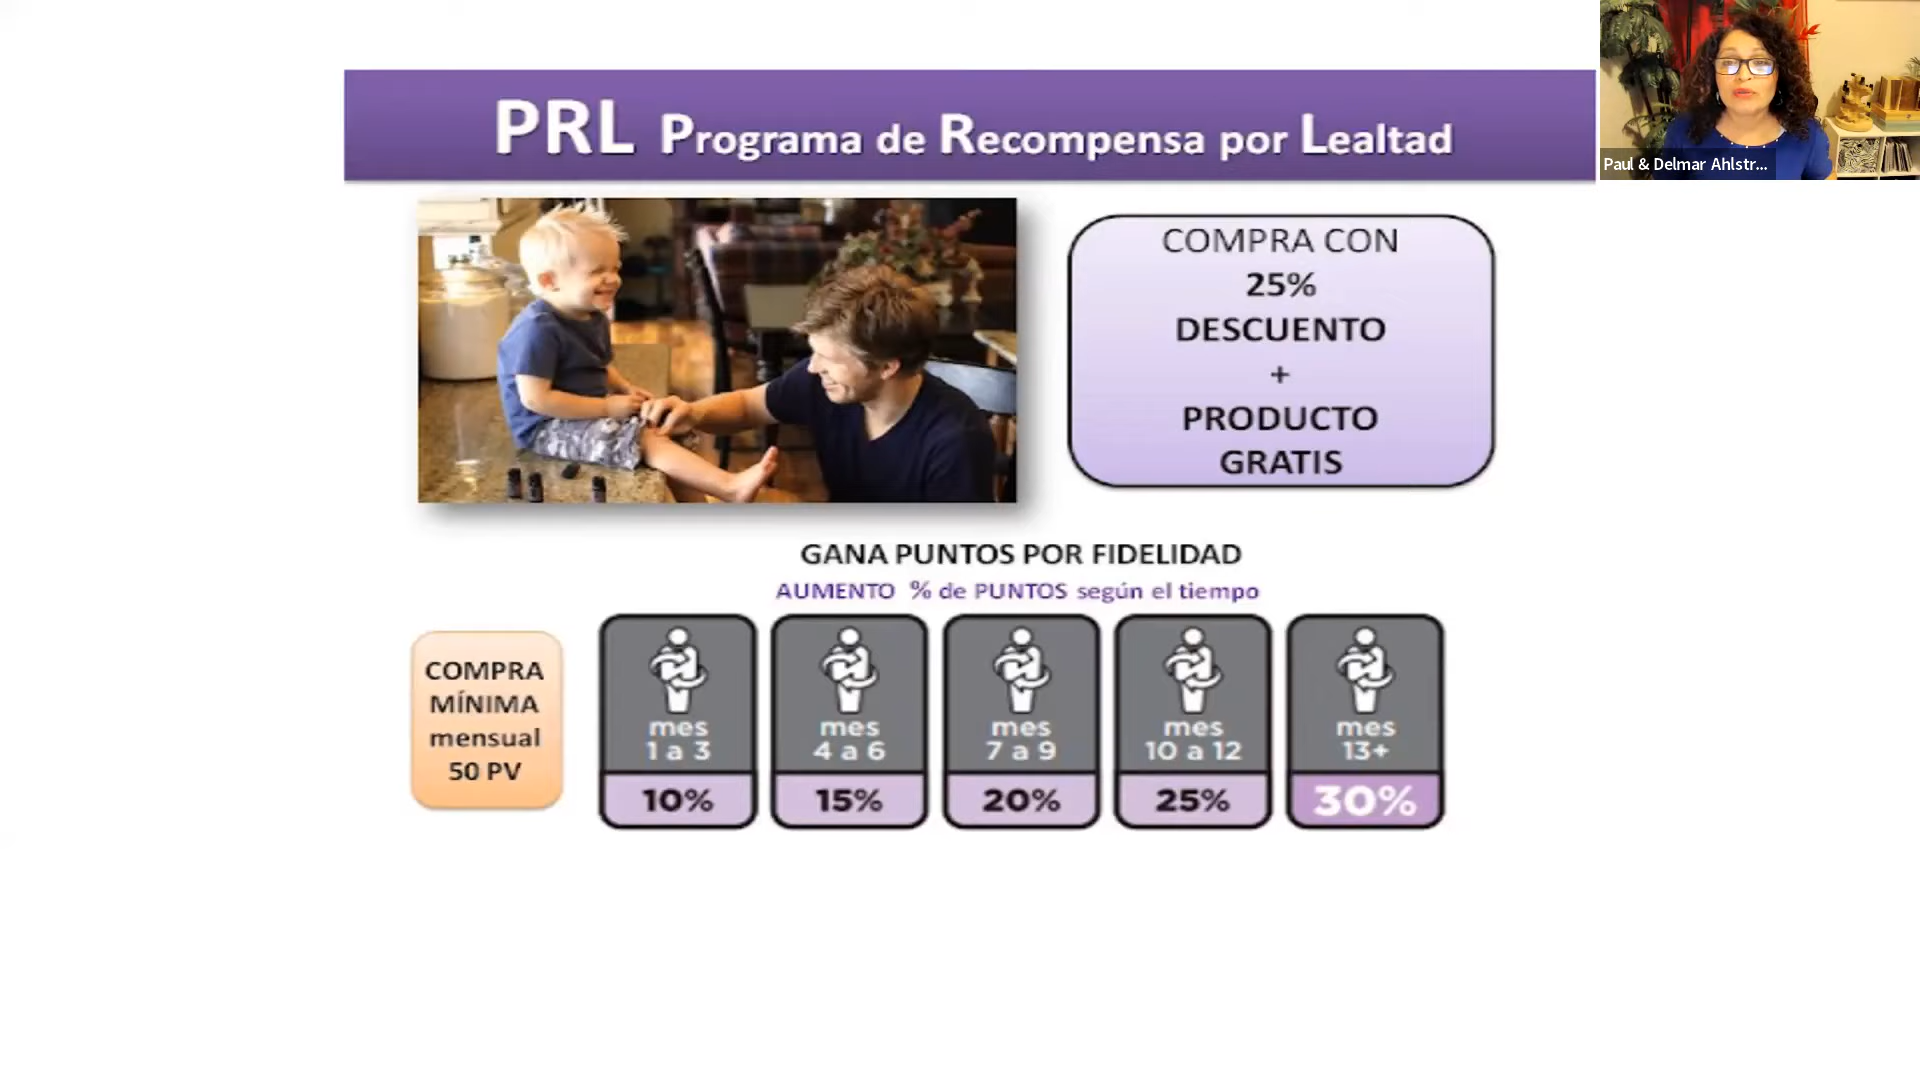 PRL Programa de Recompensa por Lealtad
Paul & Delmar Ahlstr...
COMPRA CON
25%
DESCUENTO
+
PRODUCTO
GRATIS
GANA PUNTOS POR FIDELIDAD
AUMENTO % de PUNTOS según el tiempo
COMPRA
MÍNIMA
mensual
50 PV
mes
1 a 3
10%
mes
4 a 6
15%
mes
7 a 9
20%
mes
10 a 12
25%
mes
13+
30%